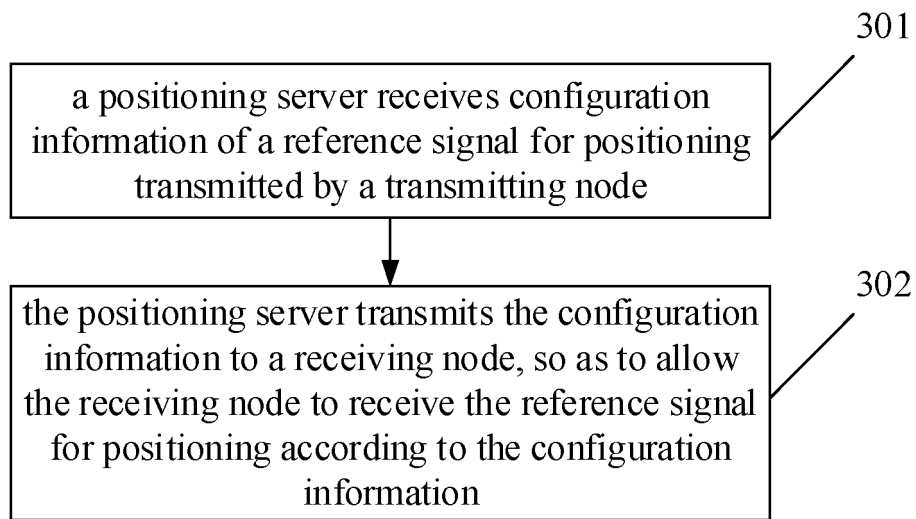 301
a positioning server receives configuration
information of a reference signal for positioning
transmitted by a transmitting node
302
the positioning server transmits the configuration
information to a receiving node, so as to allow
the receiving node to receive the reference signal
for positioning according to the configuration
information